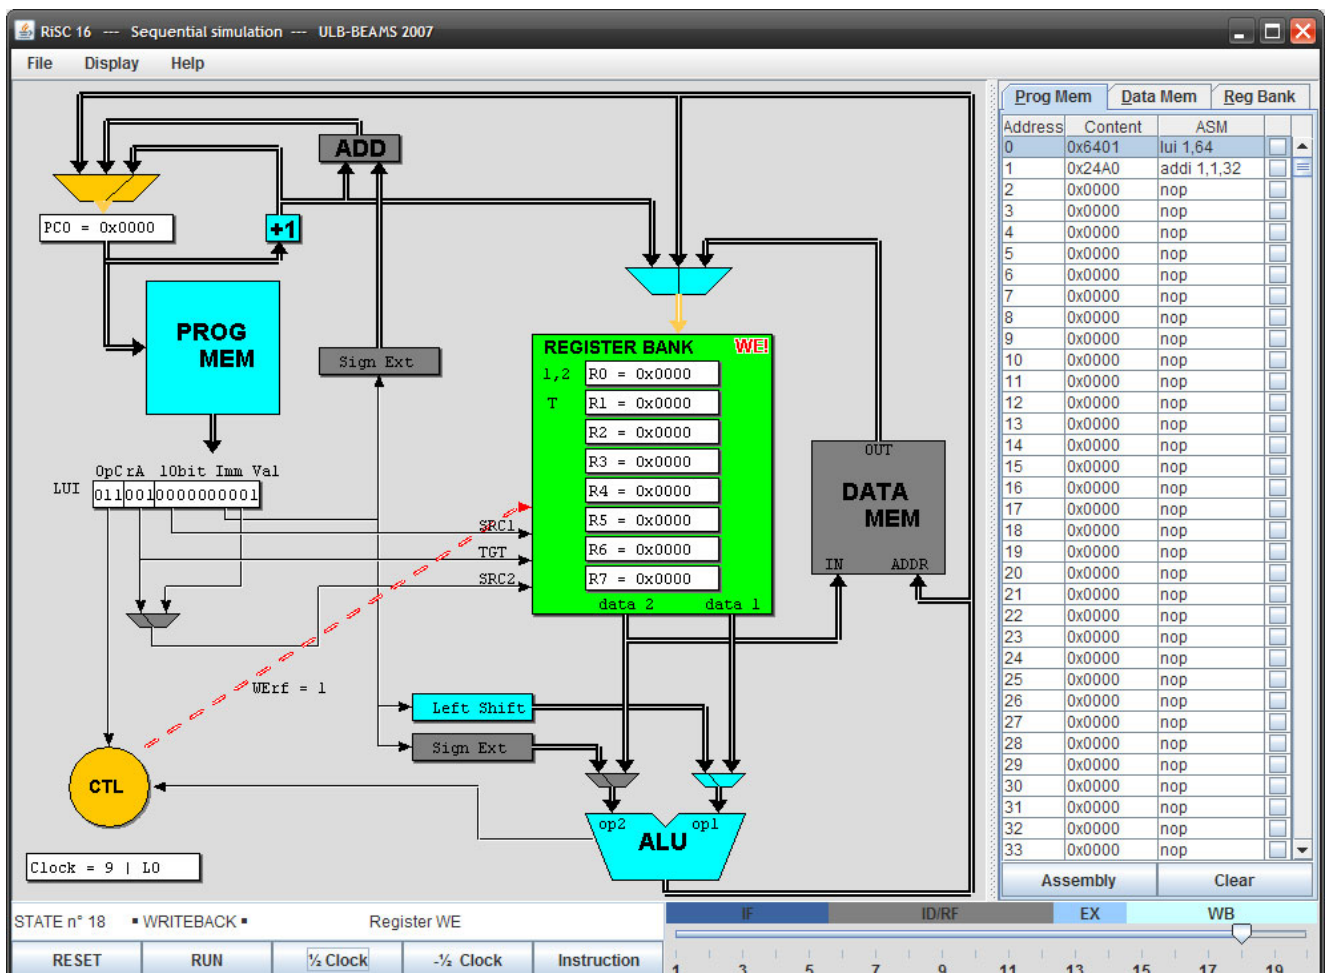 RiSC 16 --- Sequential simulation --- ULB-BEAMS 2007
File Display Help
Prog Mem Data Mem Reg Bank
Address Content ASM
0 0x6401 lui 1,64
1 0x24A0 addi 1,1,32
2 0x0000 nop
3 0x0000 nop
4 0x0000 nop
5 0x0000 nop
6 0x0000 nop
7 0x0000 nop
8 0x0000 nop
9 0x0000 nop
10 0x0000 nop
11 0x0000 nop
12 0x0000 nop
13 0x0000 nop
14 0x0000 nop
15 0x0000 nop
16 0x0000 nop
17 0x0000 nop
18 0x0000 nop
19 0x0000 nop
20 0x0000 nop
21 0x0000 nop
22 0x0000 nop
23 0x0000 nop
24 0x0000 nop
25 0x0000 nop
26 0x0000 nop
27 0x0000 nop
28 0x0000 nop
29 0x0000 nop
30 0x0000 nop
31 0x0000 nop
32 0x0000 nop
33 0x0000 nop
Assembly Clear
ADD
PC0 = 0x0000
+1
PROG
MEM
Sign Ext
REGISTER BANK WE!
1,2 R0 = 0x0000
T R1 = 0x0000
R2 = 0x0000
R3 = 0x0000
R4 = 0x0000
R5 = 0x0000
R6 = 0x0000
R7 = 0x0000
data 2 data 1
OUT
DATA
MEM
IN ADDR
OpC rA 10bit Imm Val
LUI 011 001 0000000001
SRC1
TGT
SRC2
WErf = 1
Left Shift
Sign Ext
CTL
op2 op1
ALU
Clock = 9 | L0
STATE n° 18 ▪ WRITEBACK ▪ Register WE
IF ID/RF EX WB
RESET RUN ½ Clock -½ Clock Instruction
1 3 5 7 9 11 13 15 17 19